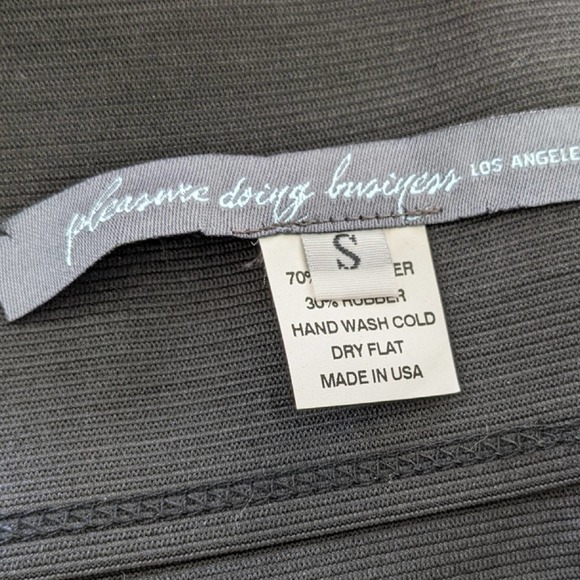 pleasure doing business LOS ANGELE
S
70%
30% RUBBER
HAND WASH COLD
DRY FLAT
MADE IN USA